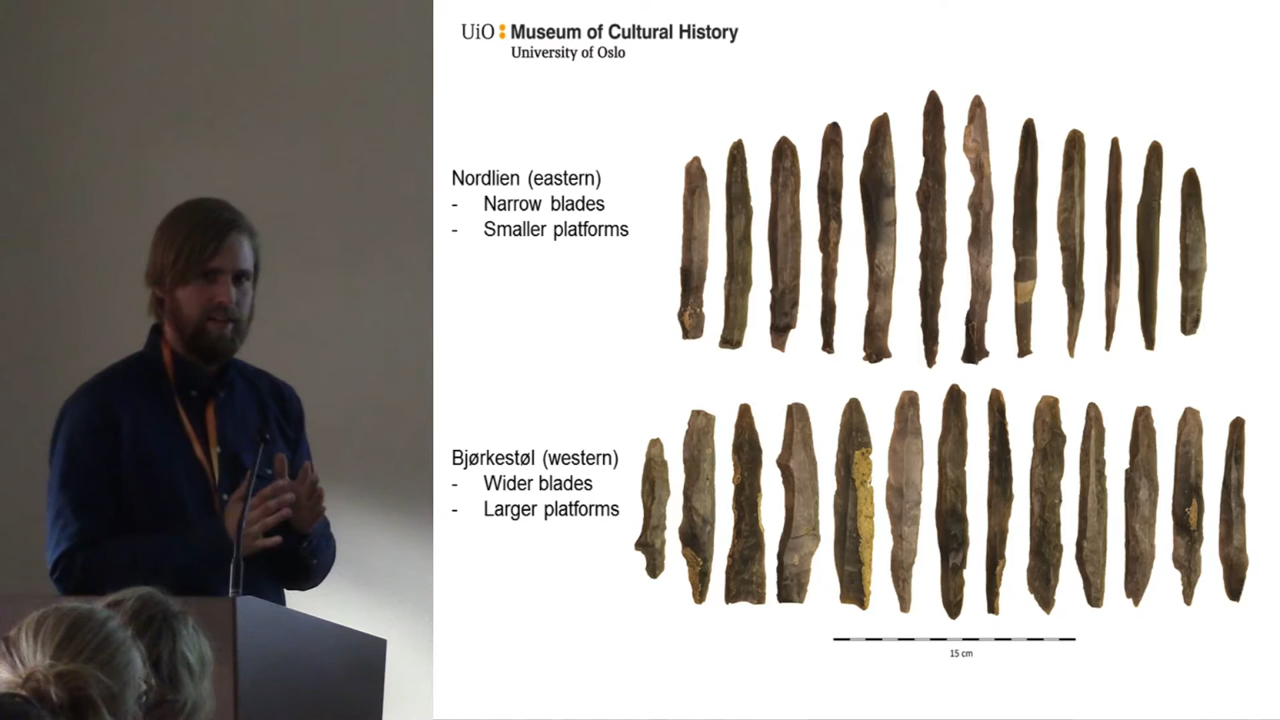 UiO : Museum of Cultural History
University of Oslo
Nordlien (eastern)
- Narrow blades
- Smaller platforms
Bjørkestøl (western)
- Wider blades
- Larger platforms
15 cm